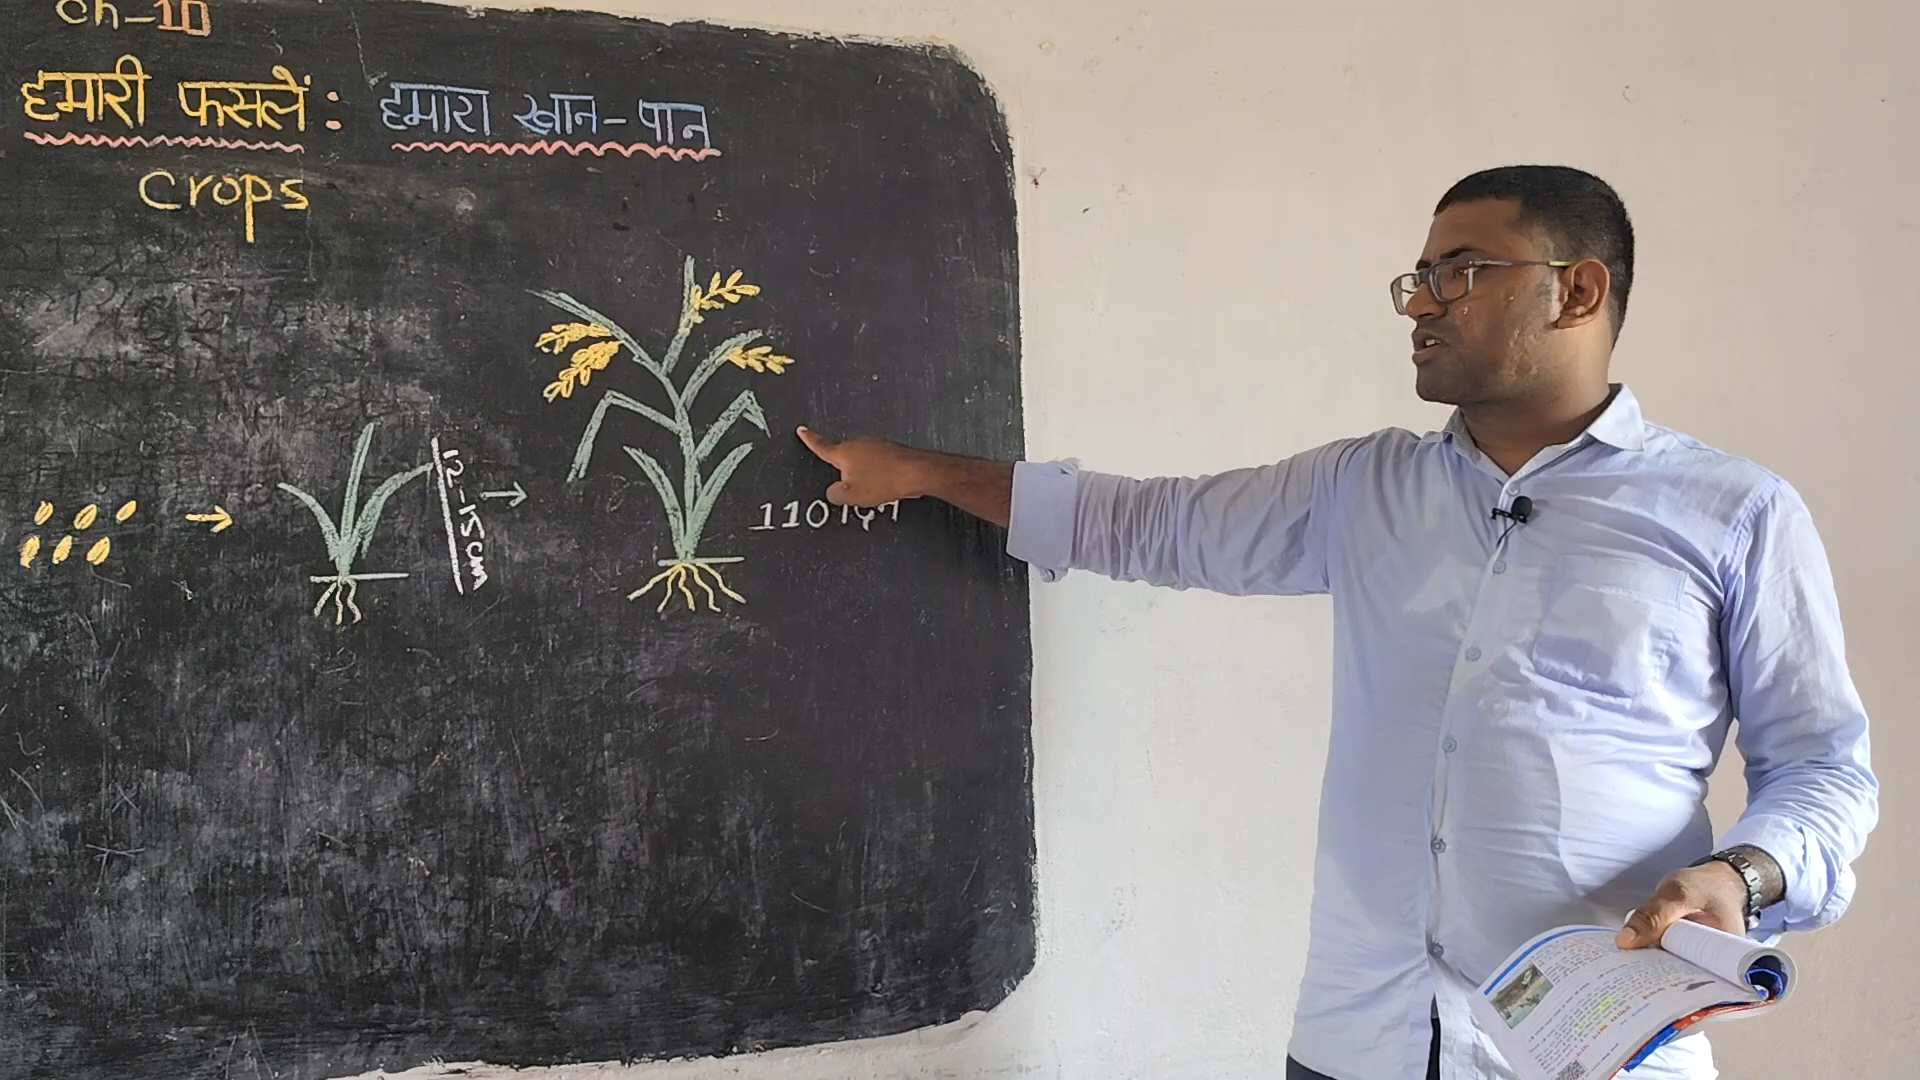 Ch-10
हमारी फसलें : हमारा खान-पान
Crops
12-15cm
110 दिन